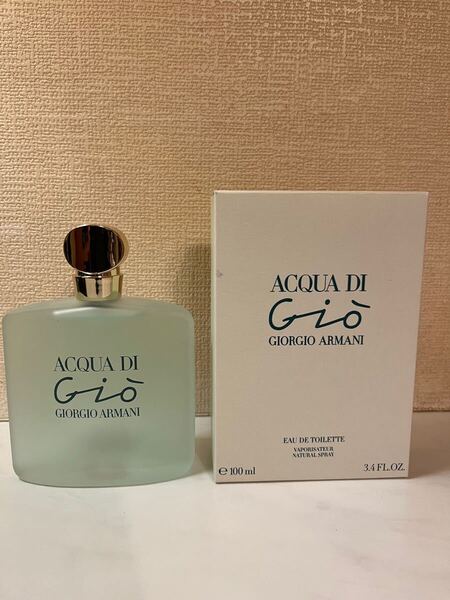 ACQUA DI
Giò
GIORGIO ARMANI
ACQUA DI
Giò
GIORGIO ARMANI
EAU DE TOILETTE
VAPORISATEUR
NATURAL SPRAY
℮ 100 ml
3.4 FL.OZ.